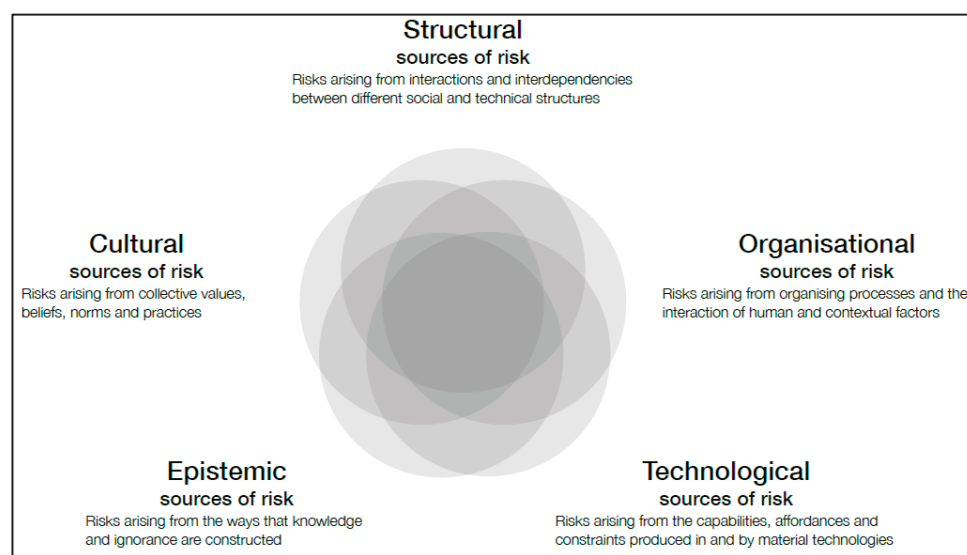 Structural
sources of risk
Risks arising from interactions and interdependencies
between different social and technical structures
Cultural
sources of risk
Risks arising from collective values,
beliefs, norms and practices
Organisational
sources of risk
Risks arising from organising processes and the
interaction of human and contextual factors
Epistemic
sources of risk
Risks arising from the ways that knowledge
and ignorance are constructed
Technological
sources of risk
Risks arising from the capabilities, affordances and
constraints produced in and by material technologies